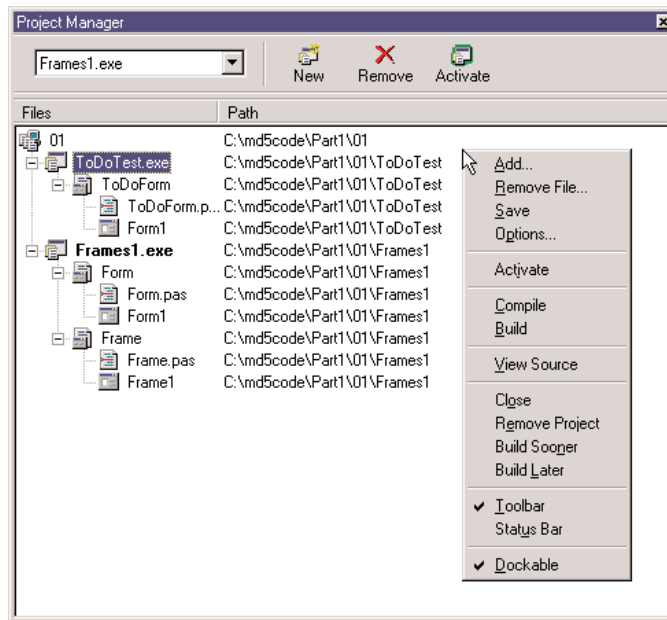 Project Manager
Frames1.exe
New Remove Activate
Files Path
01 C:\md5code\Part1\01
ToDoTest.exe C:\md5code\Part1\01\ToDoTest
ToDoForm C:\md5code\Part1\01\ToDoTest
ToDoForm.p... C:\md5code\Part1\01\ToDoTest
Form1 C:\md5code\Part1\01\ToDoTest
Frames1.exe C:\md5code\Part1\01\Frames1
Form C:\md5code\Part1\01\Frames1
Form.pas C:\md5code\Part1\01\Frames1
Form1 C:\md5code\Part1\01\Frames1
Frame C:\md5code\Part1\01\Frames1
Frame.pas C:\md5code\Part1\01\Frames1
Frame1 C:\md5code\Part1\01\Frames1
Add...
Remove File...
Save
Options...
Activate
Compile
Build
View Source
Close
Remove Project
Build Sooner
Build Later
Toolbar
Status Bar
Dockable